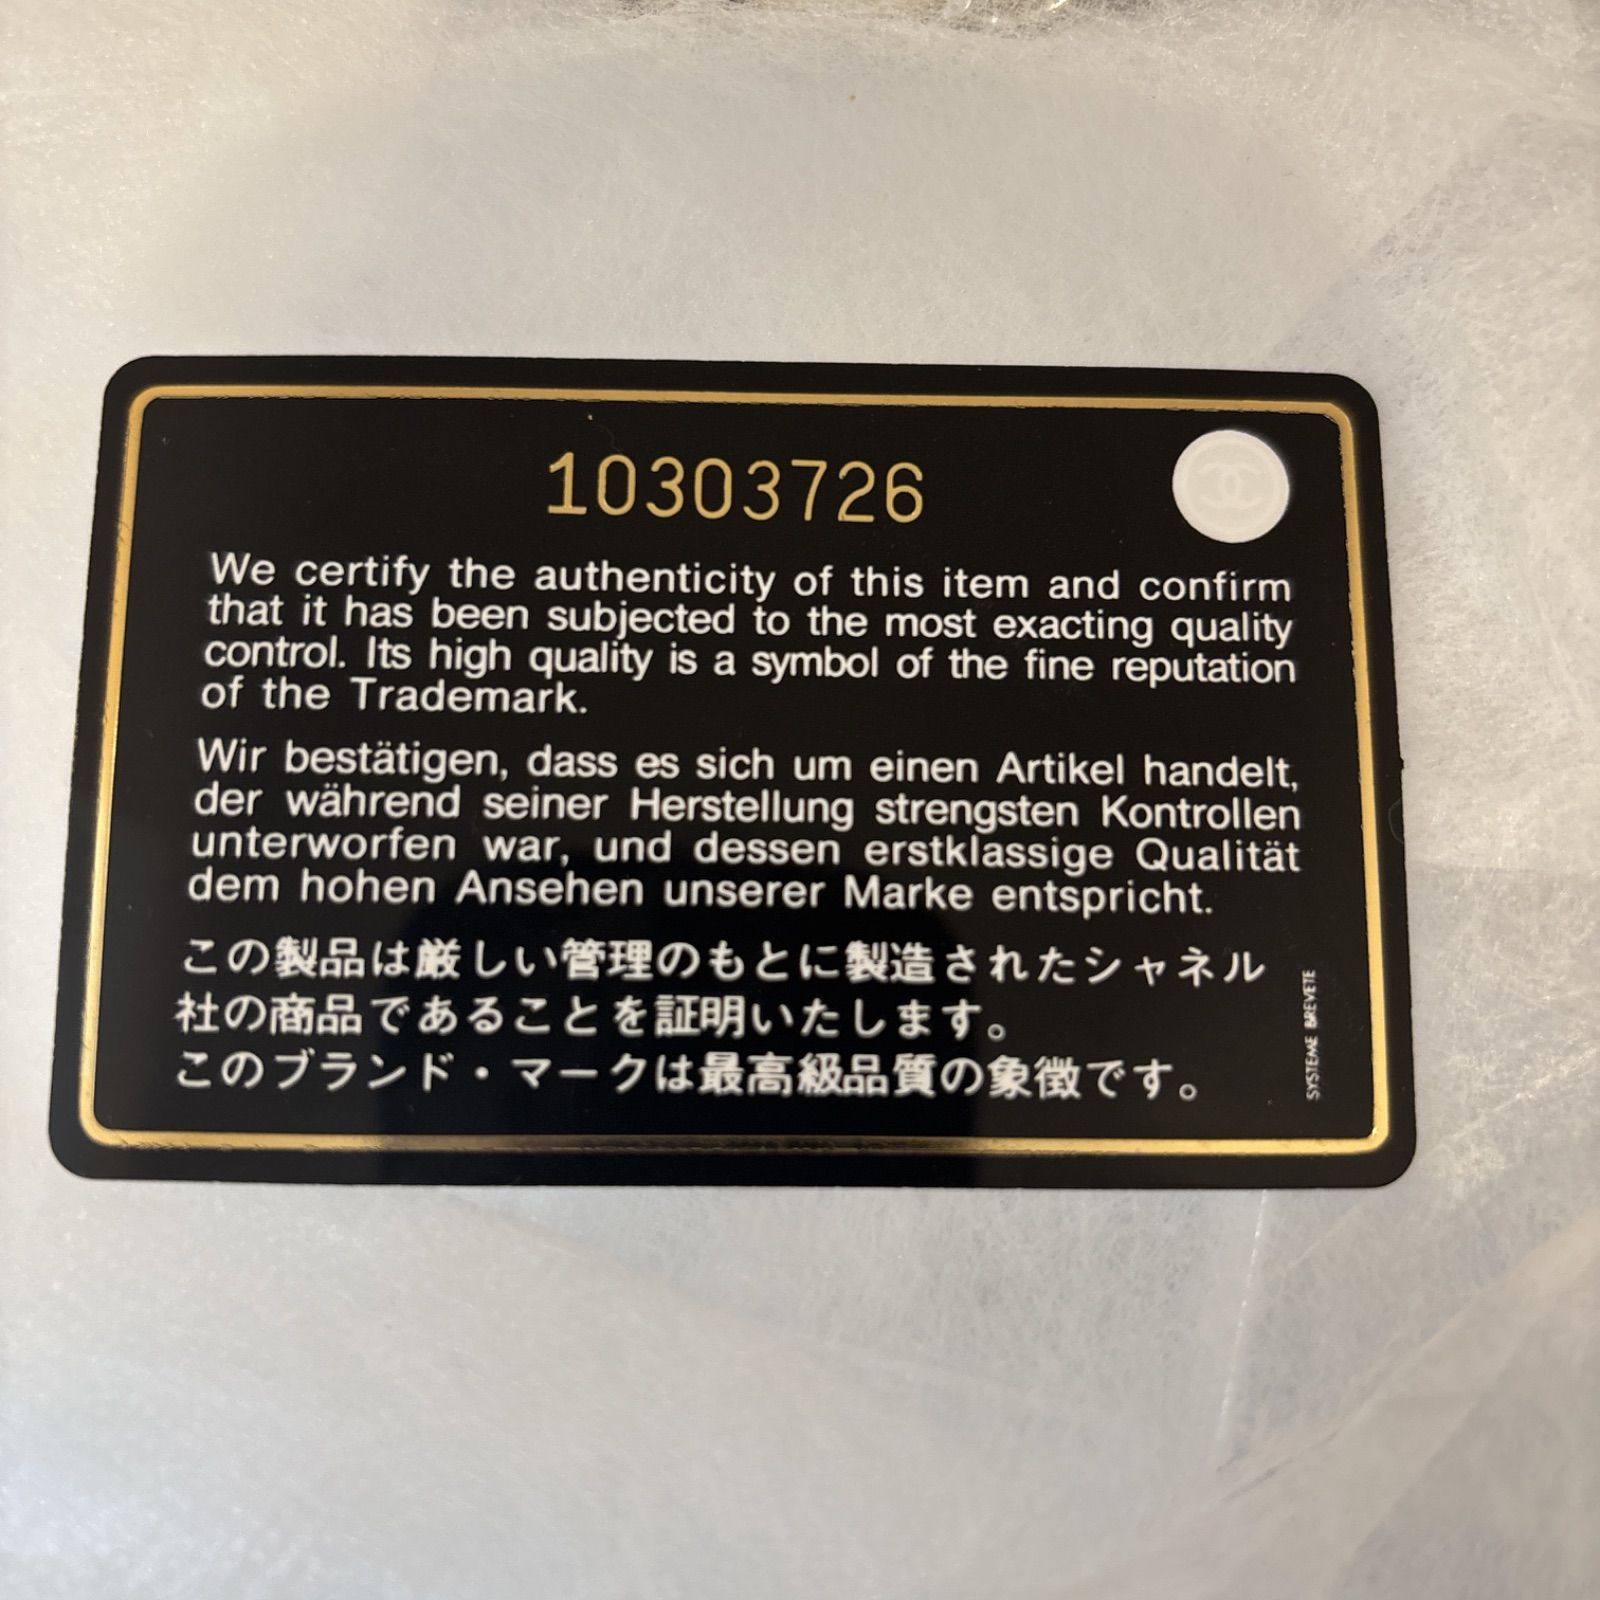 10303726
We certify the authenticity of this item and confirm
that it has been subjected to the most exacting quality
control. Its high quality is a symbol of the fine reputation
of the Trademark.
Wir bestätigen, dass es sich um einen Artikel handelt,
der während seiner Herstellung strengsten Kontrollen
unterworfen war, und dessen erstklassige Qualität
dem hohen Ansehen unserer Marke entspricht.
この製品は厳しい管理のもとに製造されたシャネル
社の商品であることを証明いたします。
このブランド・マークは最高級品質の象徴です。
SYSTEME BREVETE